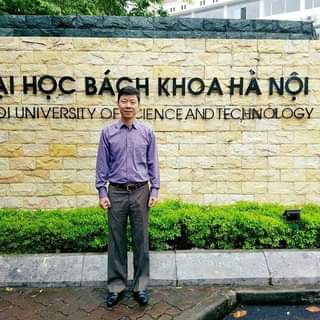 ẠI HỌC BÁCH KHOA HÀ NỘI
OI UNIVERSITY OF SCIENCE AND TECHNOLOGY